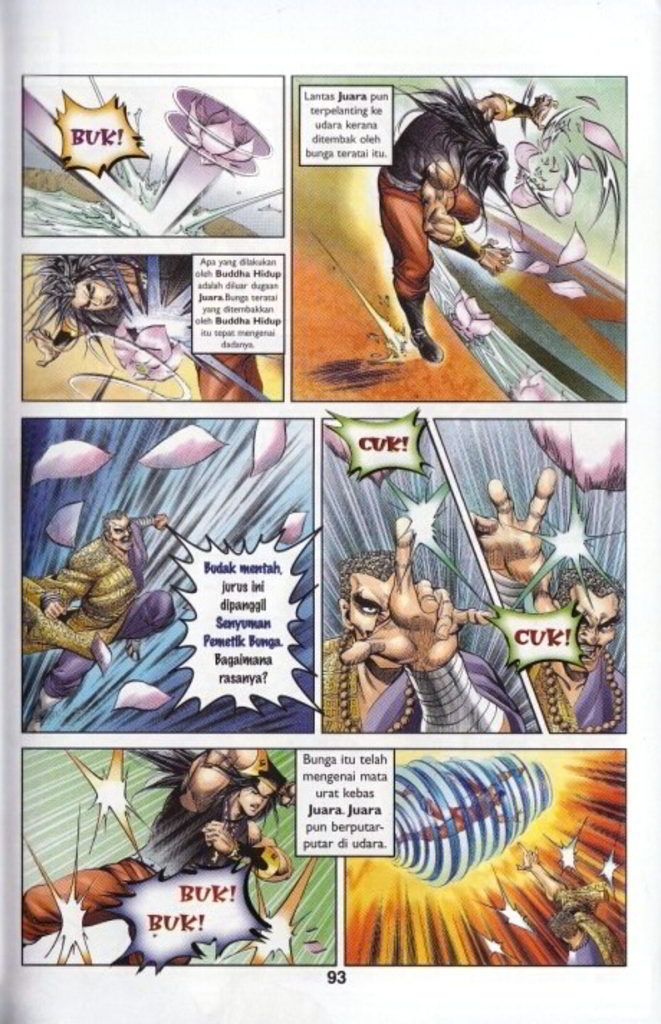 BUK!
Lantas Juara pun
terpelanting ke
udara kerana
ditembak oleh
bunga teratai itu.
Apa yang dilakukan
oleh Buddha Hidup
adalah diluar dugaan
Juara.Bunga teratai
yang ditembakkan
oleh Buddha Hidup
itu tepat mengenai
dadanya.
Budak mentah,
jurus ini
dipanggil
Senyuman
Pemetik Bunga.
Bagaimana
rasanya?
CUK!
CUK!
BUK!
BUK!
Bunga itu telah
mengenai mata
urat kebas
Juara. Juara
pun berputar-
putar di udara.
93